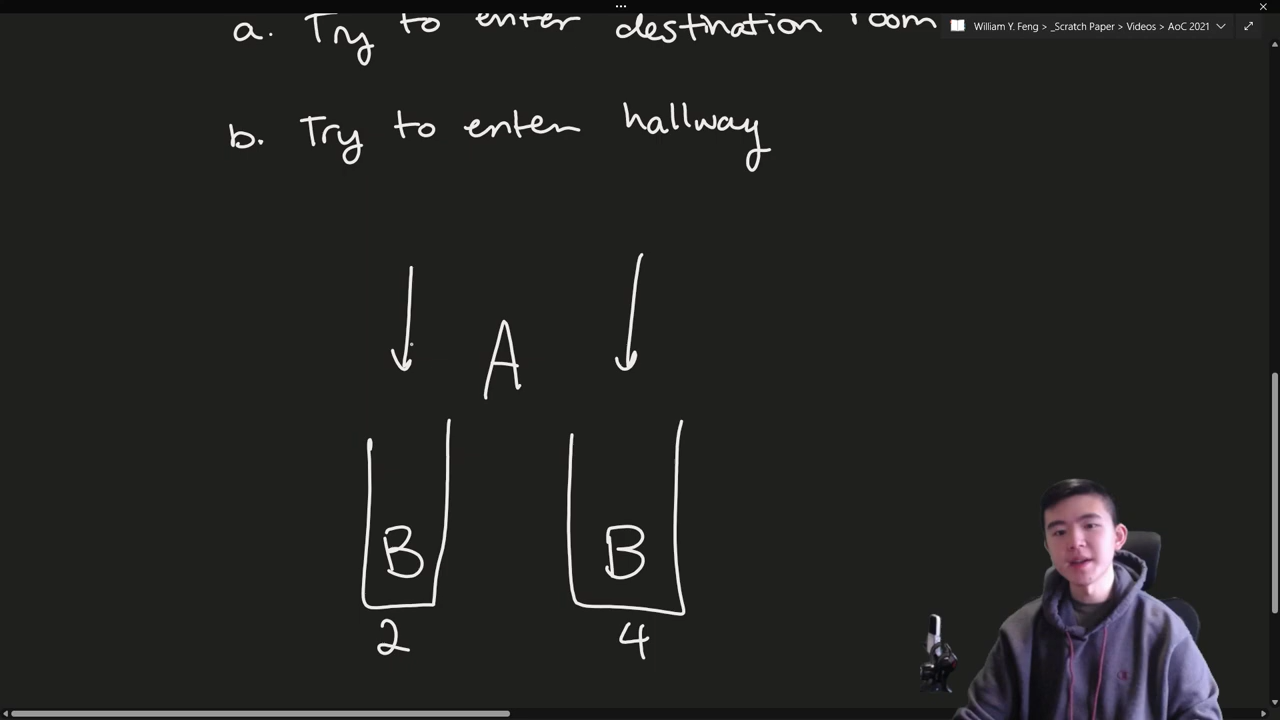 William Y. Feng > _Scratch Paper > Videos > AoC 2021
a. Try to enter destination room
b. Try to enter hallway
A
B B
2 4